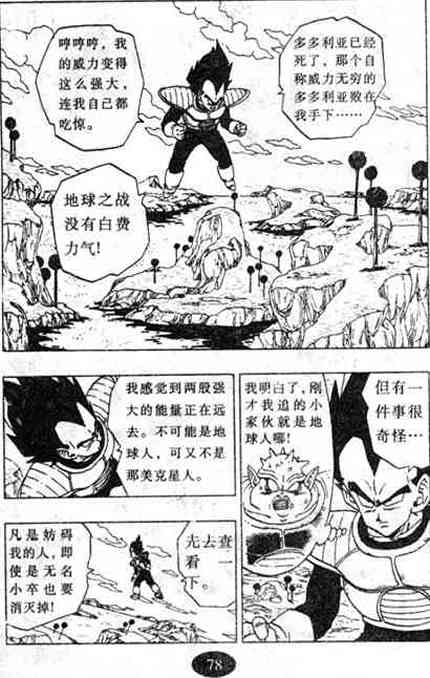 多多利亚已经
死了，那个自
称威力无穷的
多多利亚败在
我手下……
哼哼哼，我
的威力变得
这么强大，
连我自己都
吃惊。
地球之战
没有白费
力气！
但有一
件事很
奇怪…
我明白了，刚
才我追的小
家伙就是地
球人哪！
我感觉到两股强
大的能量正在远
去。不可能是地
球人，可又不是
那美克星人。
先去查
看一
下。
凡是妨碍
我的人，即
使是无名
小卒也要
消灭掉！
78